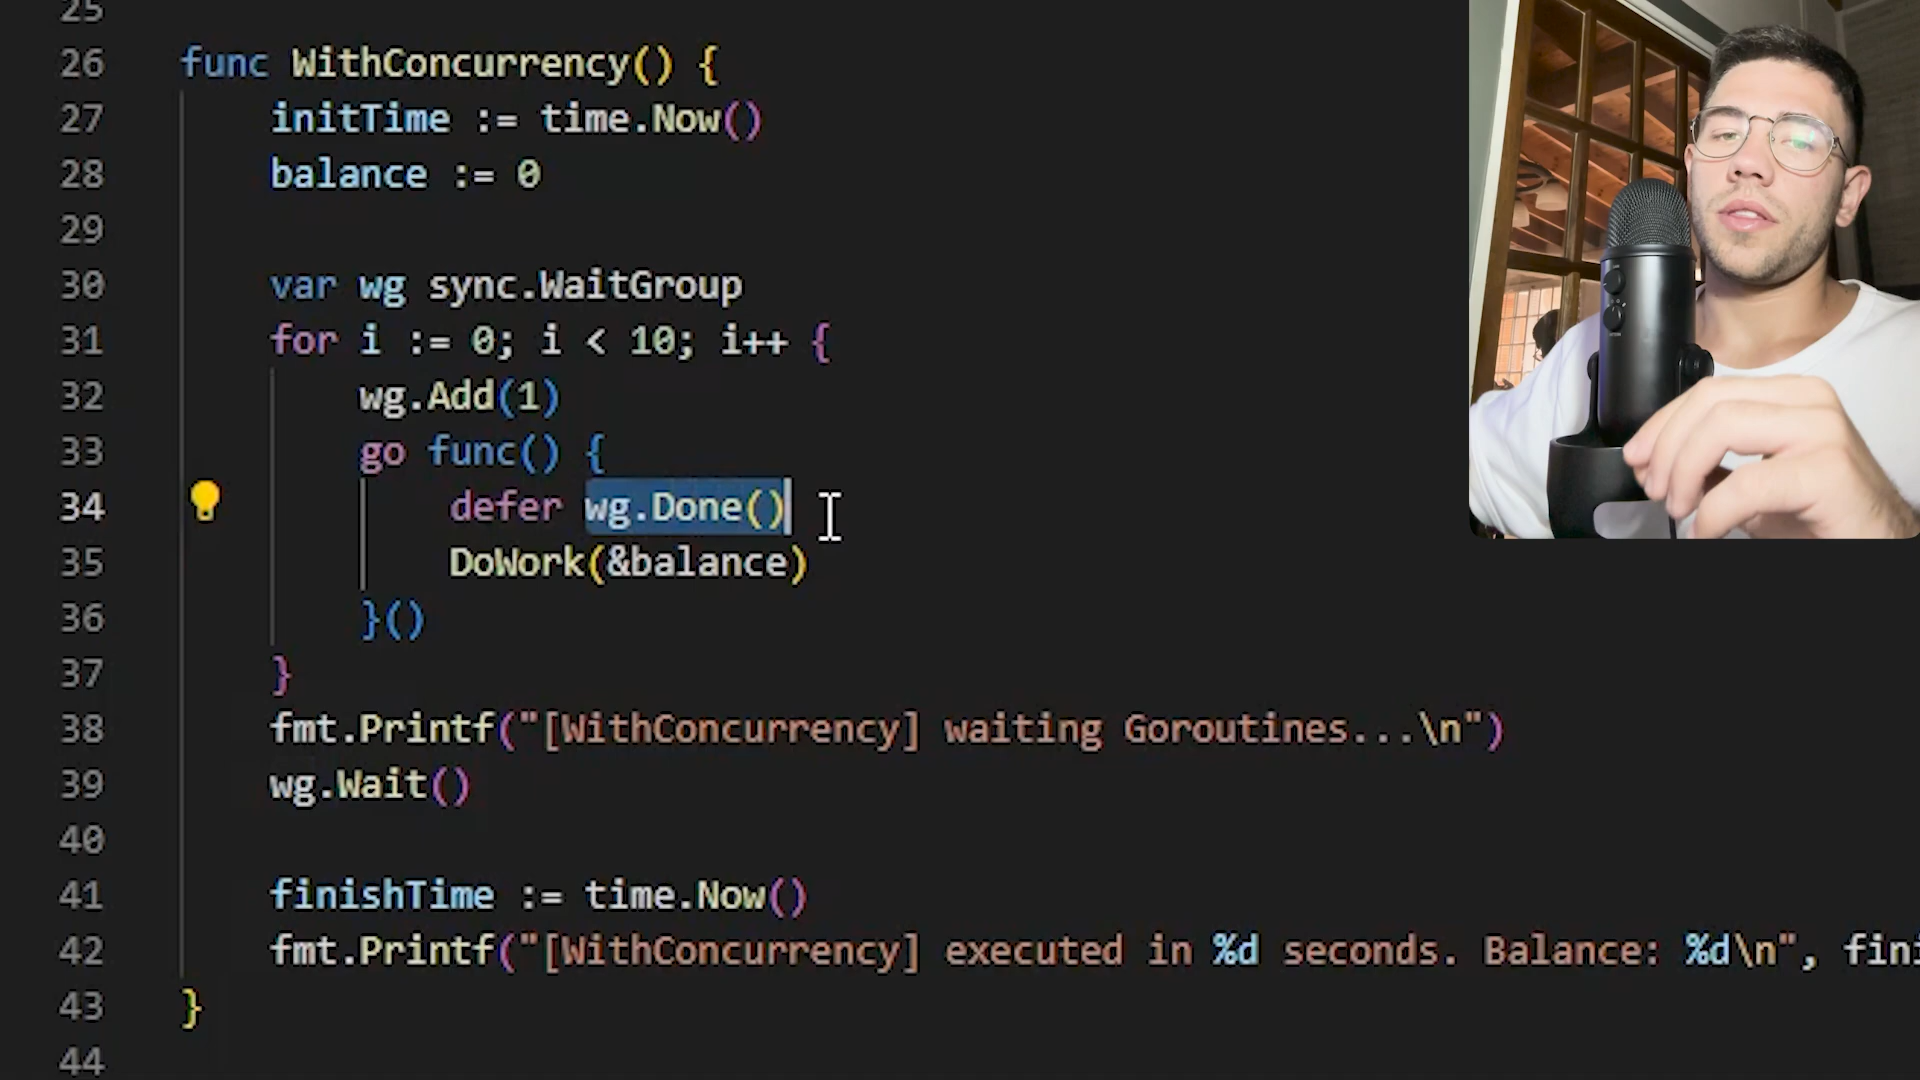 25
26 func WithConcurrency() {
27 initTime := time.Now()
28 balance := 0
29
30 var wg sync.WaitGroup
31 for i := 0; i < 10; i++ {
32 wg.Add(1)
33 go func() {
34 defer wg.Done()
35 DoWork(&balance)
36 }()
37 }
38 fmt.Printf("[WithConcurrency] waiting Goroutines...\n")
39 wg.Wait()
40
41 finishTime := time.Now()
42 fmt.Printf("[WithConcurrency] executed in %d seconds. Balance: %d\n", fini
43 }
44